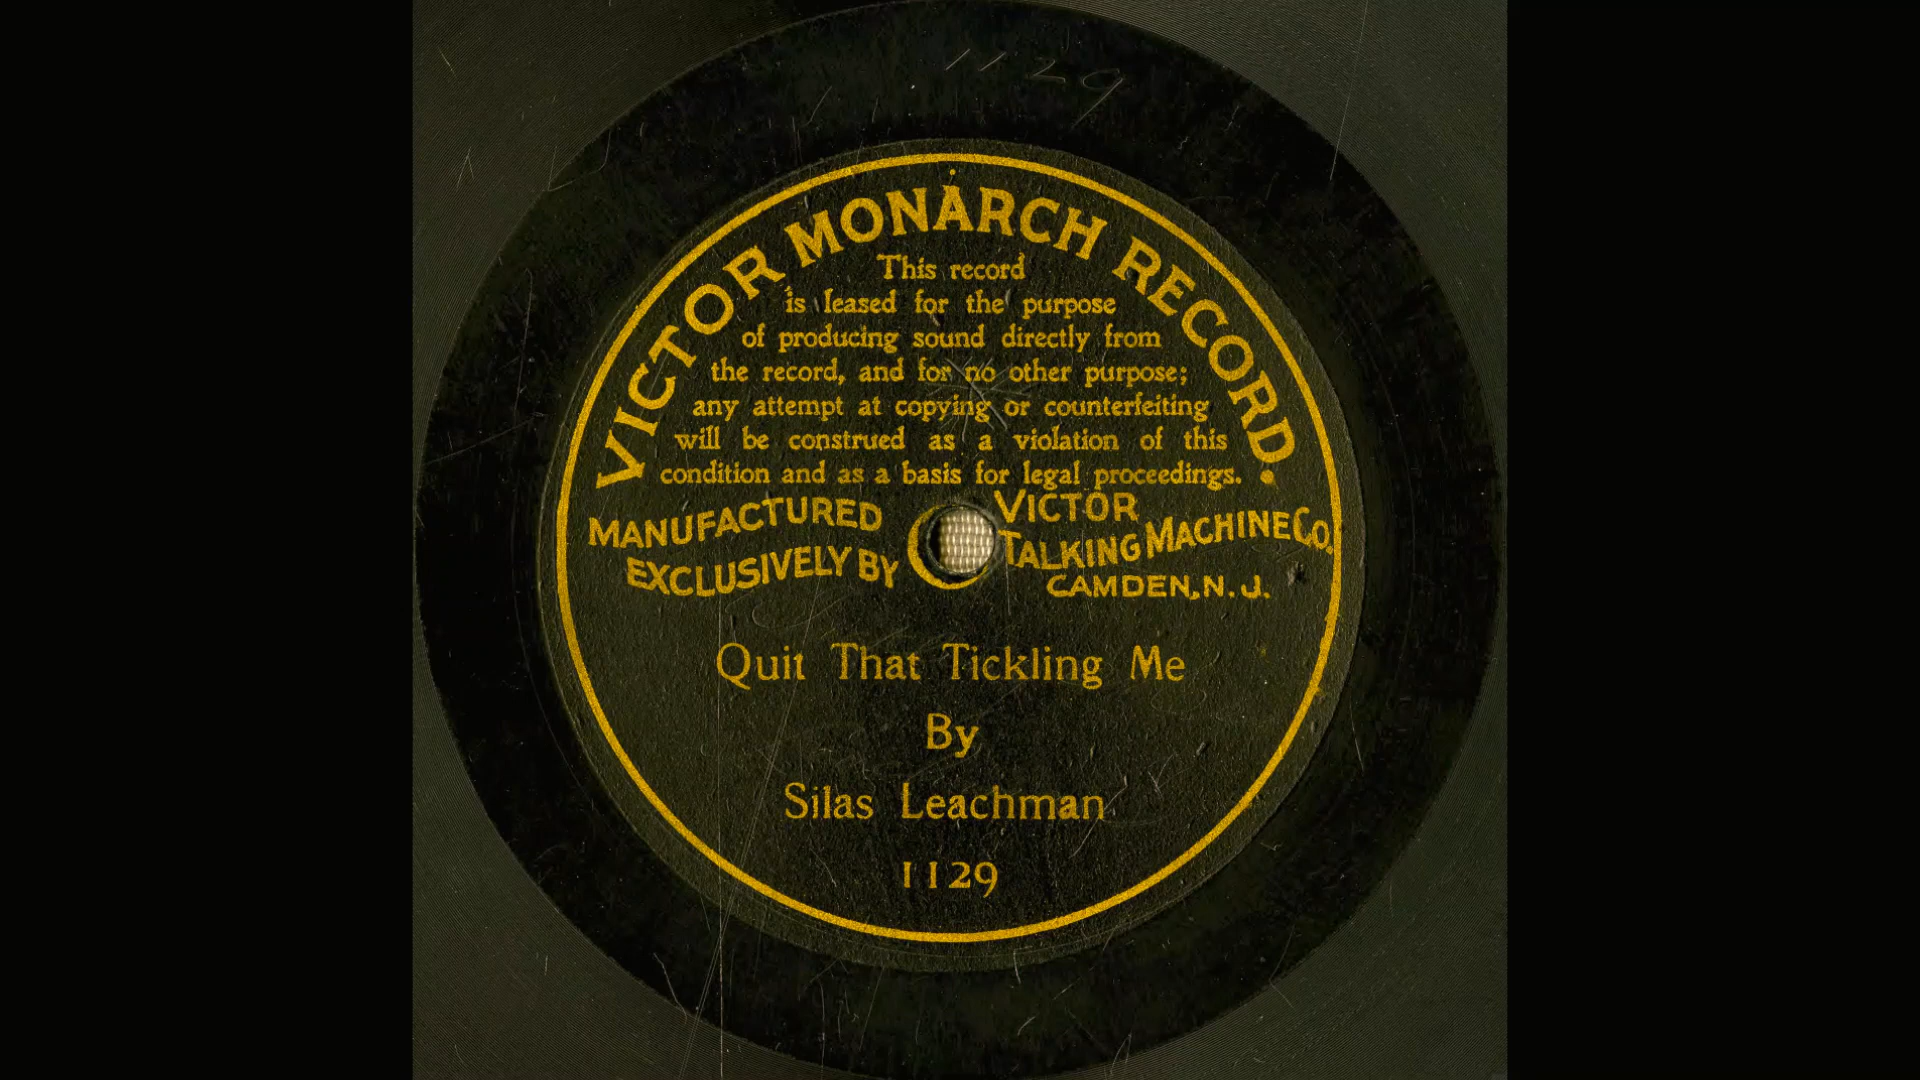 1129
VICTOR MONARCH RECORD.
This record
is leased for the purpose
of producing sound directly from
the record, and for no other purpose;
any attempt at copying or counterfeiting
will be construed as a violation of this
condition and as a basis for legal proceedings.
MANUFACTURED
EXCLUSIVELY BY
VICTOR
TALKING MACHINE CO.
CAMDEN, N. J.
Quit That Tickling Me
By
Silas Leachman
1129